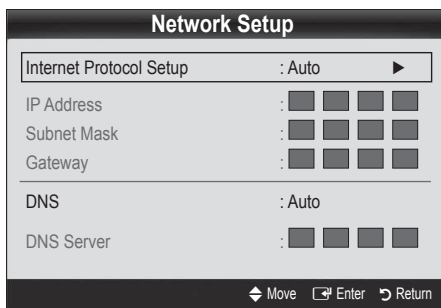 Network Setup
Internet Protocol Setup : Auto ►
IP Address :
Subnet Mask :
Gateway :
DNS : Auto
DNS Server :
Move Enter Return